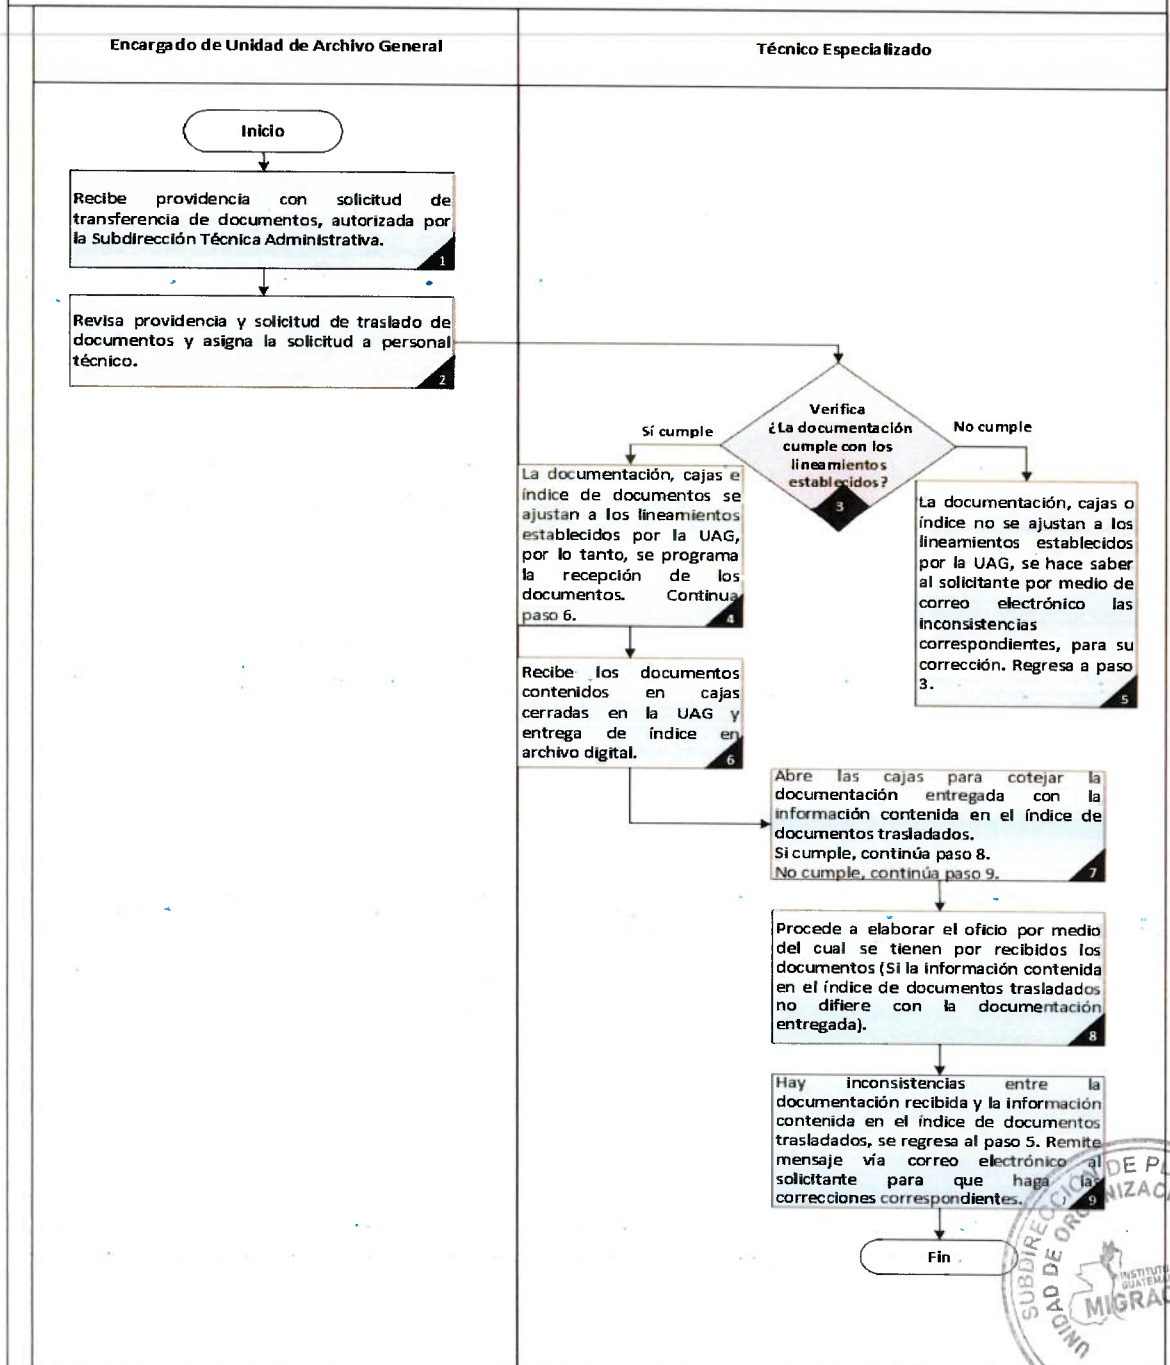 Encargado de Unidad de Archivo General
Técnico Especializado
Inicio
Recibe providencia con solicitud de
transferencia de documentos, autorizada por
la Subdirección Técnica Administrativa.
1
Revisa providencia y solicitud de traslado de
documentos y asigna la solicitud a personal
técnico.
2
Verifica
¿La documentación
cumple con los
lineamientos
establecidos?
3
Sí cumple
No cumple
La documentación, cajas e
índice de documentos se
ajustan a los lineamientos
establecidos por la UAG,
por lo tanto, se programa
la recepción de los
documentos. Continua
paso 6.
4
La documentación, cajas o
índice no se ajustan a los
lineamientos establecidos
por la UAG, se hace saber
al solicitante por medio de
correo electrónico las
inconsistencias
correspondientes, para su
corrección. Regresa a paso
3.
5
Recibe los documentos
contenidos en cajas
cerradas en la UAG y
entrega de índice en
archivo digital.
6
Abre las cajas para cotejar la
documentación entregada con la
información contenida en el índice de
documentos trasladados.
Si cumple, continúa paso 8.
No cumple, continúa paso 9.
7
Procede a elaborar el oficio por medio
del cual se tienen por recibidos los
documentos (Si la información contenida
en el índice de documentos trasladados
no difiere con la documentación
entregada).
8
Hay inconsistencias entre la
documentación recibida y la información
contenida en el índice de documentos
trasladados, se regresa al paso 5. Remite
mensaje vía correo electrónico al
solicitante para que haga las
correcciones correspondientes.
9
Fin
SUBDIRECCIÓN DE PL
UNIDAD DE ORGANIZAC
INSTITUTO
GUATEMA
MIGRAC